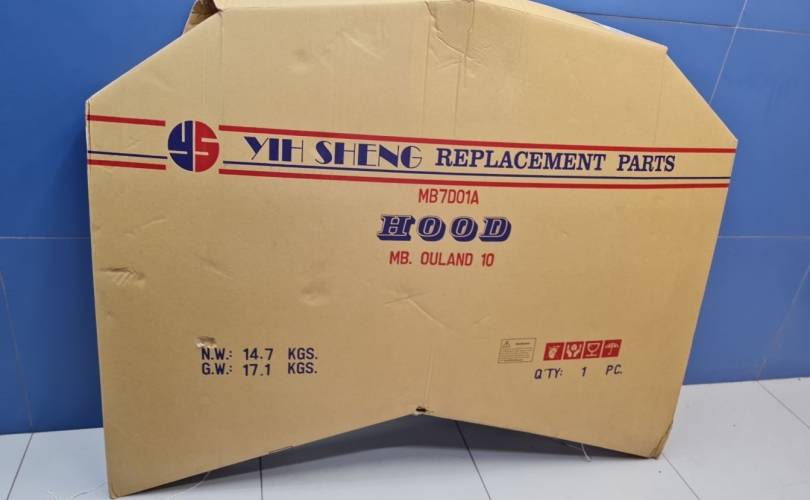 YS YIH SHENG REPLACEMENT PARTS
MB7D01A
HOOD
MB. OULAND 10
N.W.: 14.7 KGS.
G.W.: 17.1 KGS.
Q'TY: 1 PC.